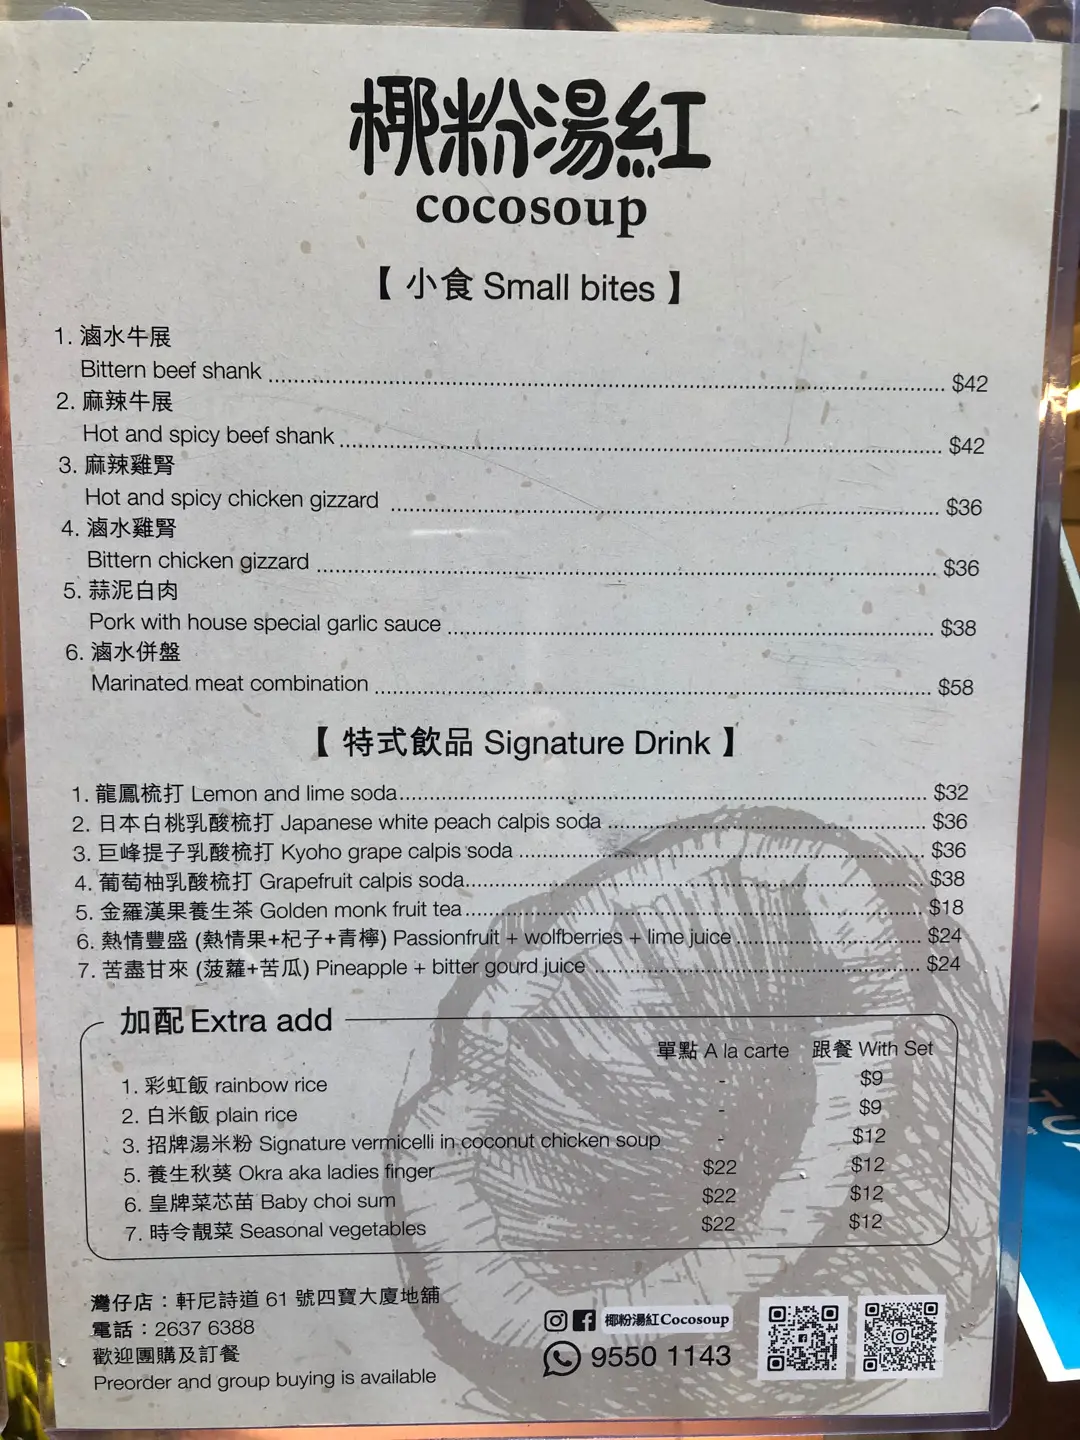 椰粉湯紅
cocosoup
【 小食 Small bites 】
1. 滷水牛展
Bittern beef shank ........ $42
2. 麻辣牛展
Hot and spicy beef shank ........ $42
3. 麻辣雞腎
Hot and spicy chicken gizzard ........ $36
4. 滷水雞腎
Bittern chicken gizzard ........ $36
5. 蒜泥白肉
Pork with house special garlic sauce ........ $38
6. 滷水併盤
Marinated meat combination ........ $58
【 特式飲品 Signature Drink 】
1. 龍鳳梳打 Lemon and lime soda ........ $32
2. 日本白桃乳酸梳打 Japanese white peach calpis soda ........ $36
3. 巨峰提子乳酸梳打 Kyoho grape calpis soda ........ $36
4. 葡萄柚乳酸梳打 Grapefruit calpis soda ........ $38
5. 金羅漢果養生茶 Golden monk fruit tea ........ $18
6. 熱情豐盛 (熱情果+杞子+青檸) Passionfruit + wolfberries + lime juice ........ $24
7. 苦盡甘來 (菠蘿+苦瓜) Pineapple + bitter gourd juice ........ $24
加配 Extra add
單點 A la carte 跟餐 With Set
1. 彩虹飯 rainbow rice - $9
2. 白米飯 plain rice - $9
3. 招牌湯米粉 Signature vermicelli in coconut chicken soup - $12
5. 養生秋葵 Okra aka ladies finger $22 $12
6. 皇牌菜芯苗 Baby choi sum $22 $12
7. 時令靚菜 Seasonal vegetables $22 $12
灣仔店：軒尼詩道 61 號四寶大廈地舖
電話：2637 6388
歡迎團購及訂餐
Preorder and group buying is available
椰粉湯紅Cocosoup
9550 1143